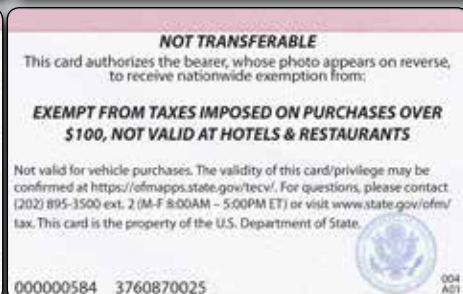 NOT TRANSFERABLE
This card authorizes the bearer, whose photo appears on reverse,
to receive nationwide exemption from:
EXEMPT FROM TAXES IMPOSED ON PURCHASES OVER
$100, NOT VALID AT HOTELS & RESTAURANTS
Not valid for vehicle purchases. The validity of this card/privilege may be
confirmed at https://ofmapps.state.gov/tecv/. For questions, please contact
(202) 895-3500 ext. 2 (M-F 8:00AM – 5:00PM ET) or visit www.state.gov/ofm/
tax. This card is the property of the U.S. Department of State.
004
000000584 3760870025 A01